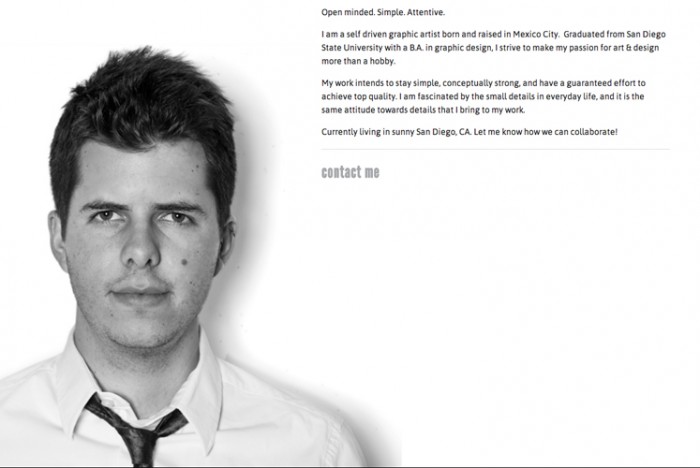 Open minded. Simple. Attentive.
I am a self driven graphic artist born and raised in Mexico City. Graduated from San Diego
State University with a B.A. in graphic design, I strive to make my passion for art & design
more than a hobby.
My work intends to stay simple, conceptually strong, and have a guaranteed effort to
achieve top quality. I am fascinated by the small details in everyday life, and it is the
same attitude towards details that I bring to my work.
Currently living in sunny San Diego, CA. Let me know how we can collaborate!
contact me